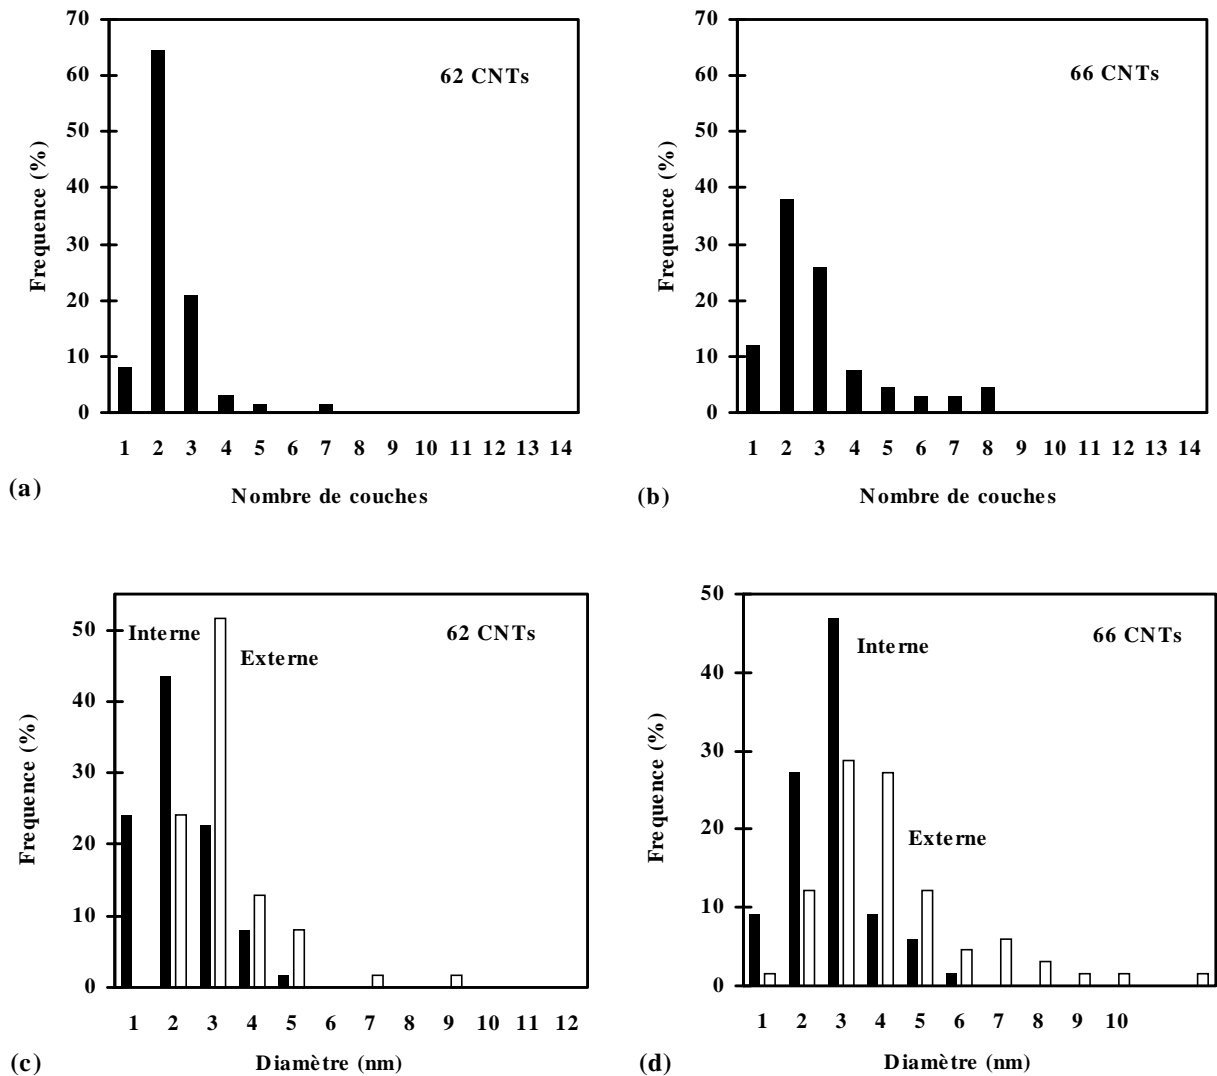 70
60
50
40
30
20
10
0
Frequence (%)
62 CNTs
1 2 3 4 5 6 7 8 9 10 11 12 13 14
(a)
Nombre de couches
70
60
50
40
30
20
10
0
Frequence (%)
66 CNTs
1 2 3 4 5 6 7 8 9 10 11 12 13 14
(b)
Nombre de couches
50
40
30
20
10
0
Frequence (%)
Interne
Externe
62 CNTs
1 2 3 4 5 6 7 8 9 10 11 12
(c)
Diamètre (nm)
50
40
30
20
10
0
Frequence (%)
Interne
Externe
66 CNTs
1 2 3 4 5 6 7 8 9 10
(d)
Diamètre (nm)